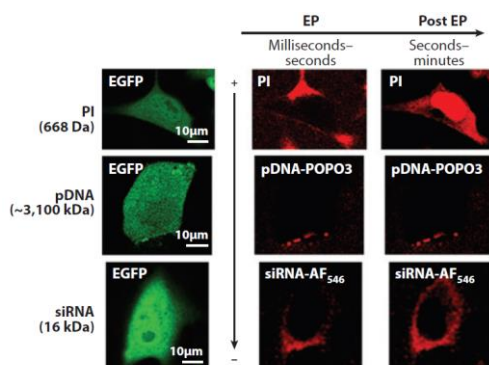 EP
Post EP
Milliseconds–
seconds
Seconds–
minutes
PI
(668 Da)
EGFP
10μm
+
PI
PI
pDNA
(~3,100 kDa)
EGFP
10μm
pDNA-POPO3
pDNA-POPO3
siRNA
(16 kDa)
EGFP
10μm
–
siRNA-AF546
siRNA-AF546